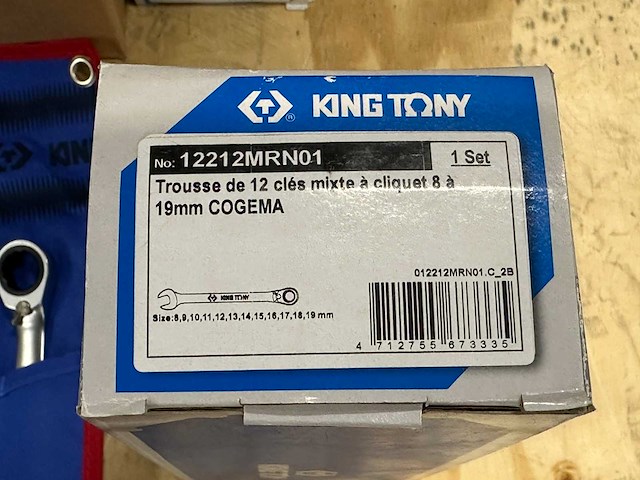 KING TONY
®
KING
No: 12212MRN01
1 Set
Trousse de 12 clés mixte à cliquet 8 à
19mm COGEMA
012212MRN01.C_2B
KING TONY
Size:8,9,10,11,12,13,14,15,16,17,18,19 mm
4 712755 673335